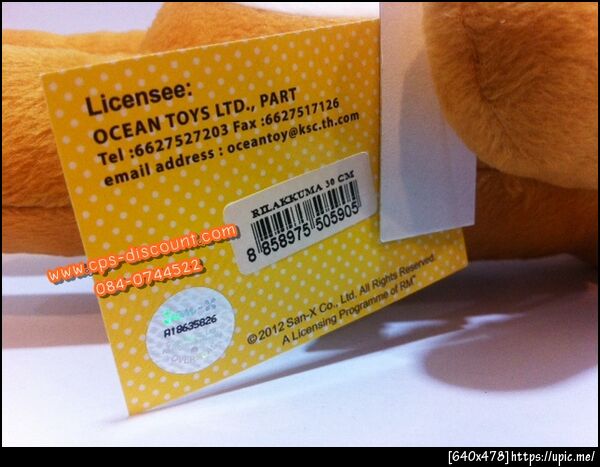 Licensee:
OCEAN TOYS LTD., PART
Tel :6627527203 Fax :6627517126
email address : oceantoy@ksc.th.com
RILAKKUMA 30 CM
8 858975 505905
www.cps-discount.com
084-0744522
San-X
A18635826
©2012 San-X Co., Ltd. All Rights Reserved.
A Licensing Programme of RM™
[640x478]https://upic.me/